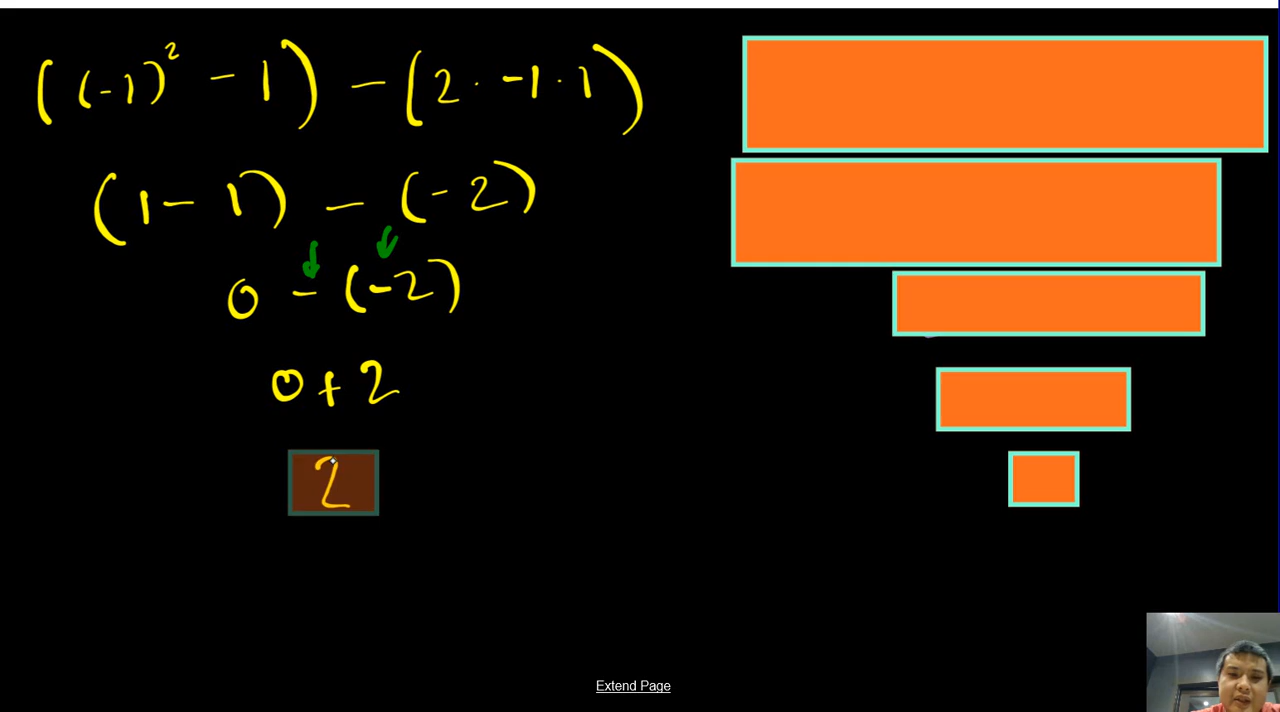 ((-1)² - 1) - (2 · -1 · 1)
(1 - 1) - (-2)
0 - (-2)
0 + 2
2
Extend Page